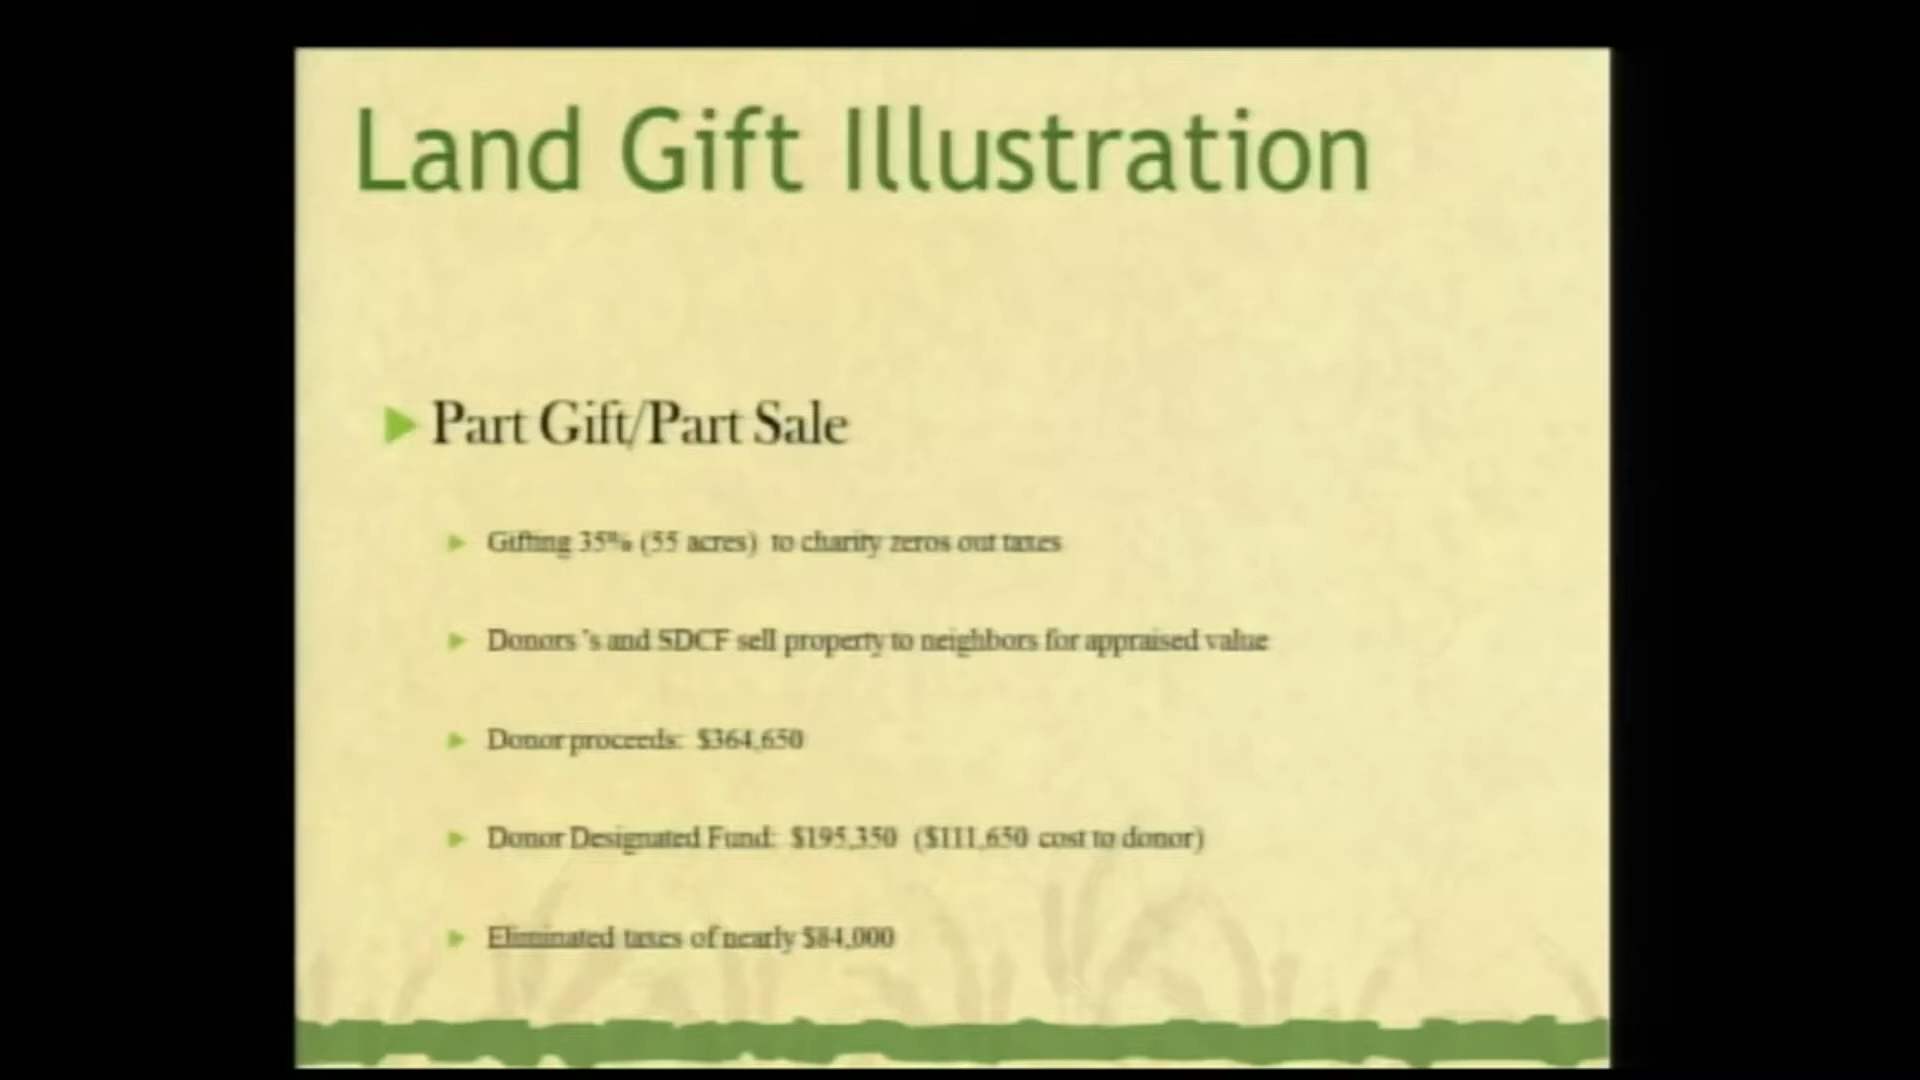 Land Gift Illustration
Part Gift/Part Sale
Gifting 35% (55 acres) to charity zeros out taxes
Donors 's and SDCF sell property to neighbors for appraised value
Donor proceeds: $364,650
Donor Designated Fund: $195,350 ($111,650 cost to donor)
Eliminated taxes of nearly $84,000